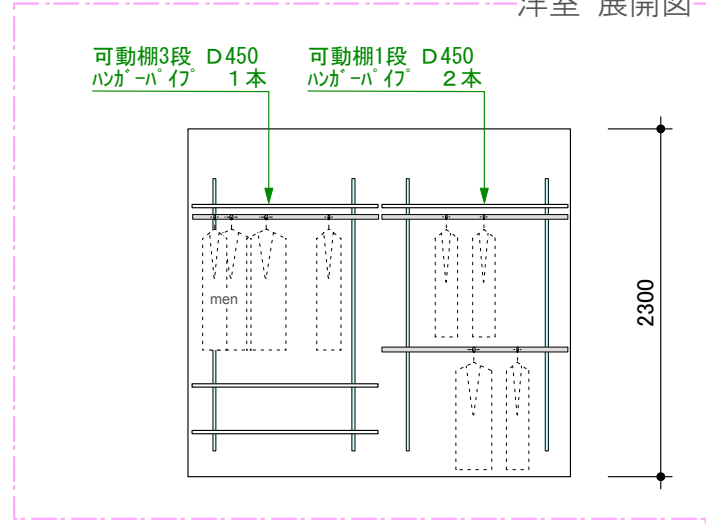 洋室 展開図
可動棚3段 D450
ﾊﾝｶﾞｰﾊﾟｲﾌﾟ 1本
可動棚1段 D450
ﾊﾝｶﾞｰﾊﾟｲﾌﾟ 2本
men
2300